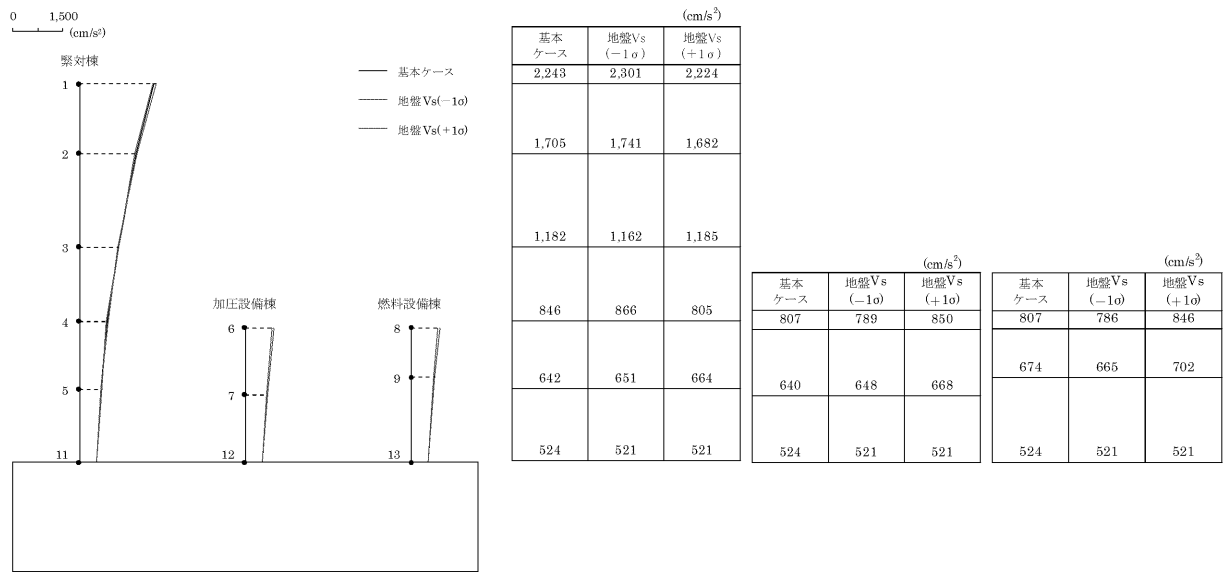 0 1,500
(cm/s²)
緊対棟
1
2
3
4
5
11
基本ケース
地盤Vs(−1σ)
地盤Vs(+1σ)
加圧設備棟
6
7
12
燃料設備棟
8
9
13
(cm/s²)
基本 地盤Vs 地盤Vs
ケース (−1σ) (+1σ)
2,243 2,301 2,224
1,705 1,741 1,682
1,182 1,162 1,185
846 866 805
642 651 664
524 521 521
(cm/s²)
基本 地盤Vs 地盤Vs
ケース (−1σ) (+1σ)
807 789 850
640 648 668
524 521 521
(cm/s²)
基本 地盤Vs 地盤Vs
ケース (−1σ) (+1σ)
807 786 846
674 665 702
524 521 521